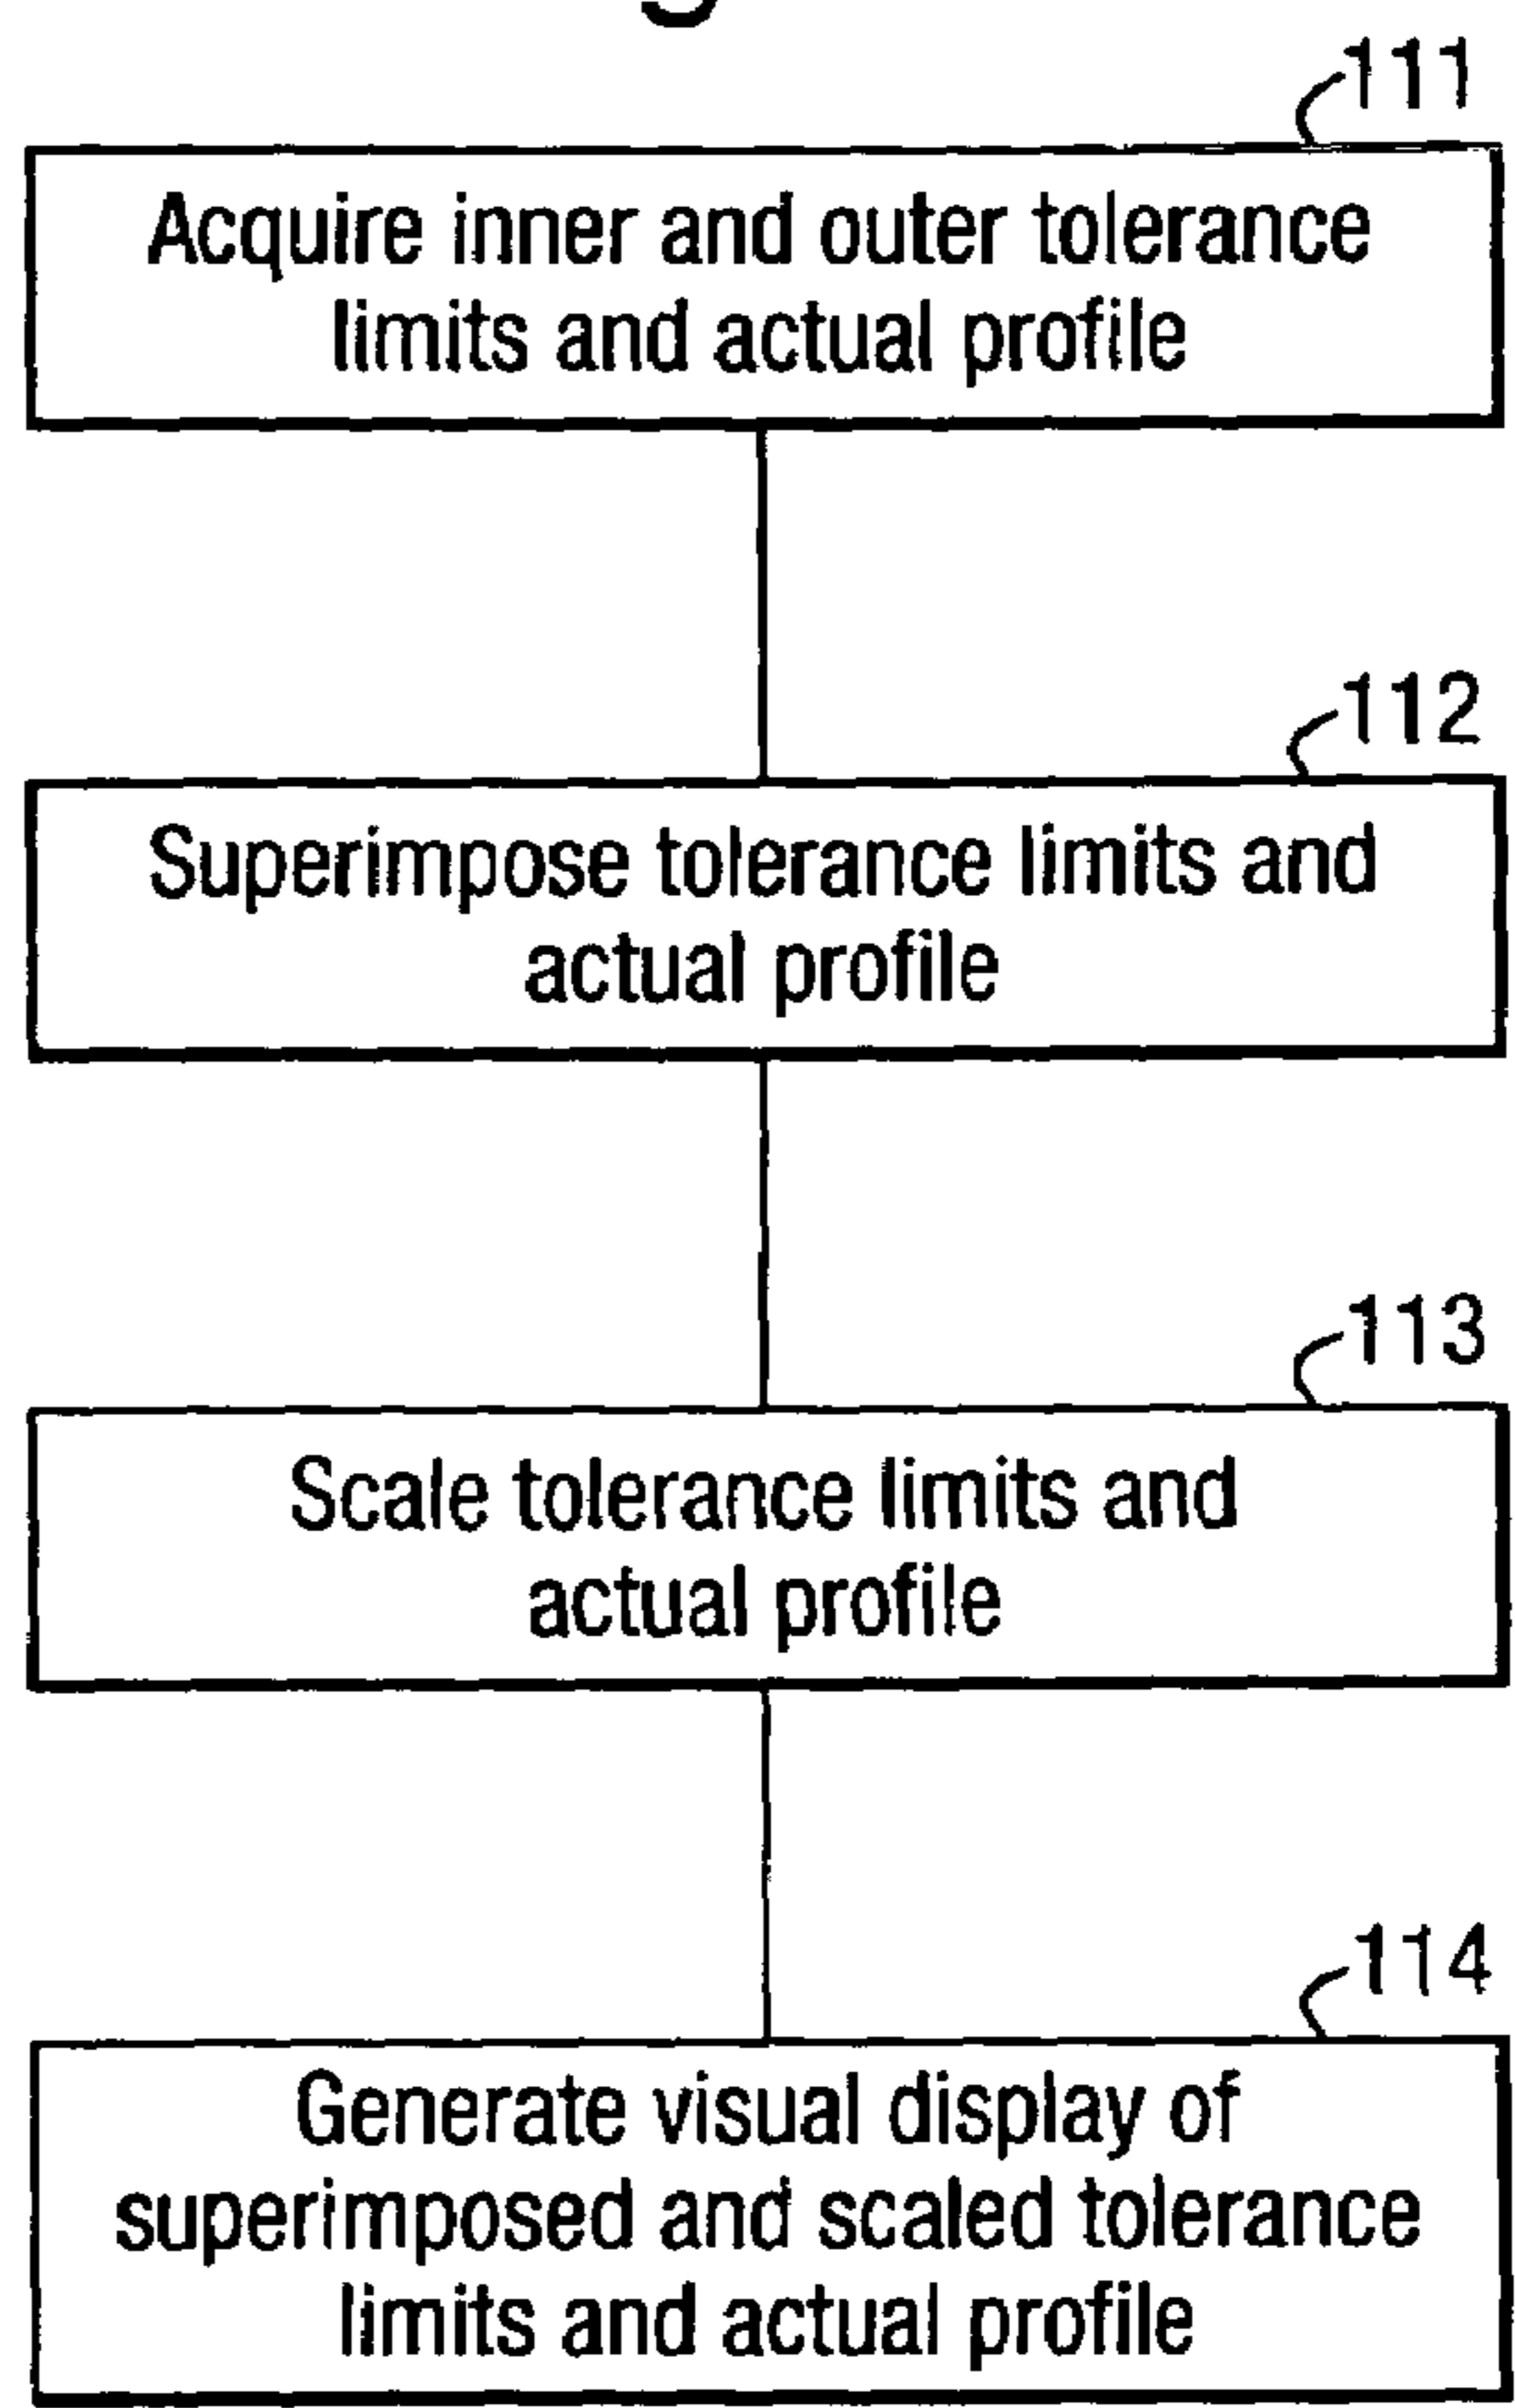 111
Acquire inner and outer tolerance
limits and actual profile
112
Superimpose tolerance limits and
actual profile
113
Scale tolerance limits and
actual profile
114
Generate visual display of
superimposed and scaled tolerance
limits and actual profile